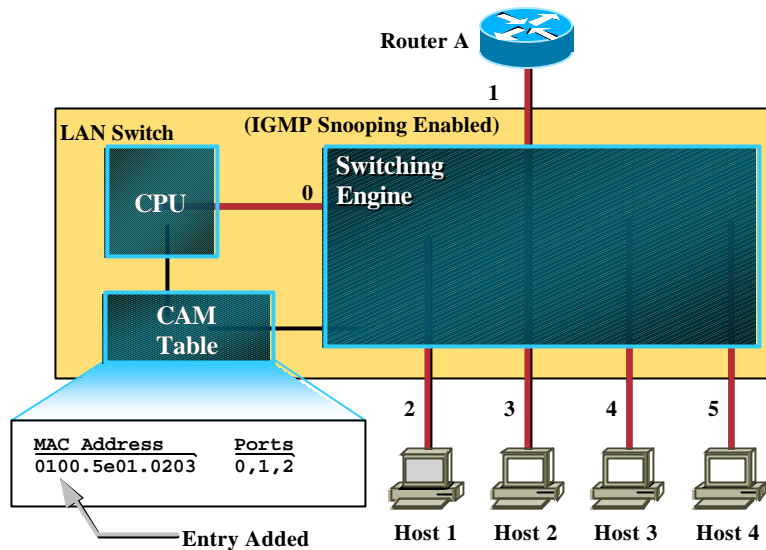 Router A
1
(IGMP Snooping Enabled)
LAN Switch
Switching
Engine
CPU
0
CAM
Table
2
3
4
5
MAC Address Ports
0100.5e01.0203 0,1,2
Entry Added
Host 1
Host 2
Host 3
Host 4